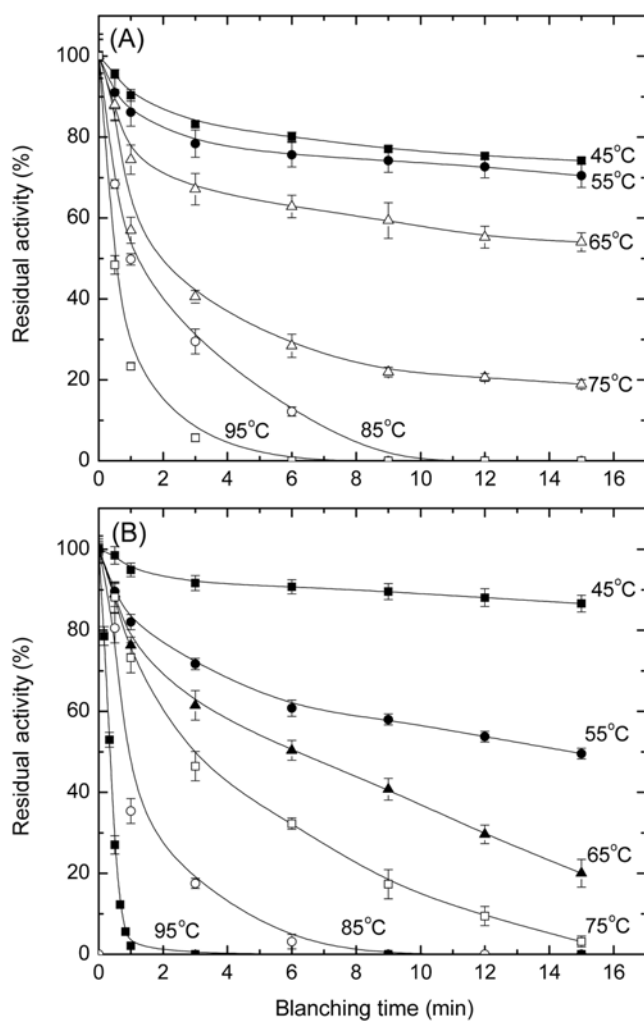 (A)
100
80
60
40
20
0
Residual activity (%)
45°C
55°C
65°C
75°C
85°C
95°C
0 2 4 6 8 10 12 14 16
(B)
100
80
60
40
20
0
Residual activity (%)
45°C
55°C
65°C
75°C
85°C
95°C
0 2 4 6 8 10 12 14 16
Blanching time (min)